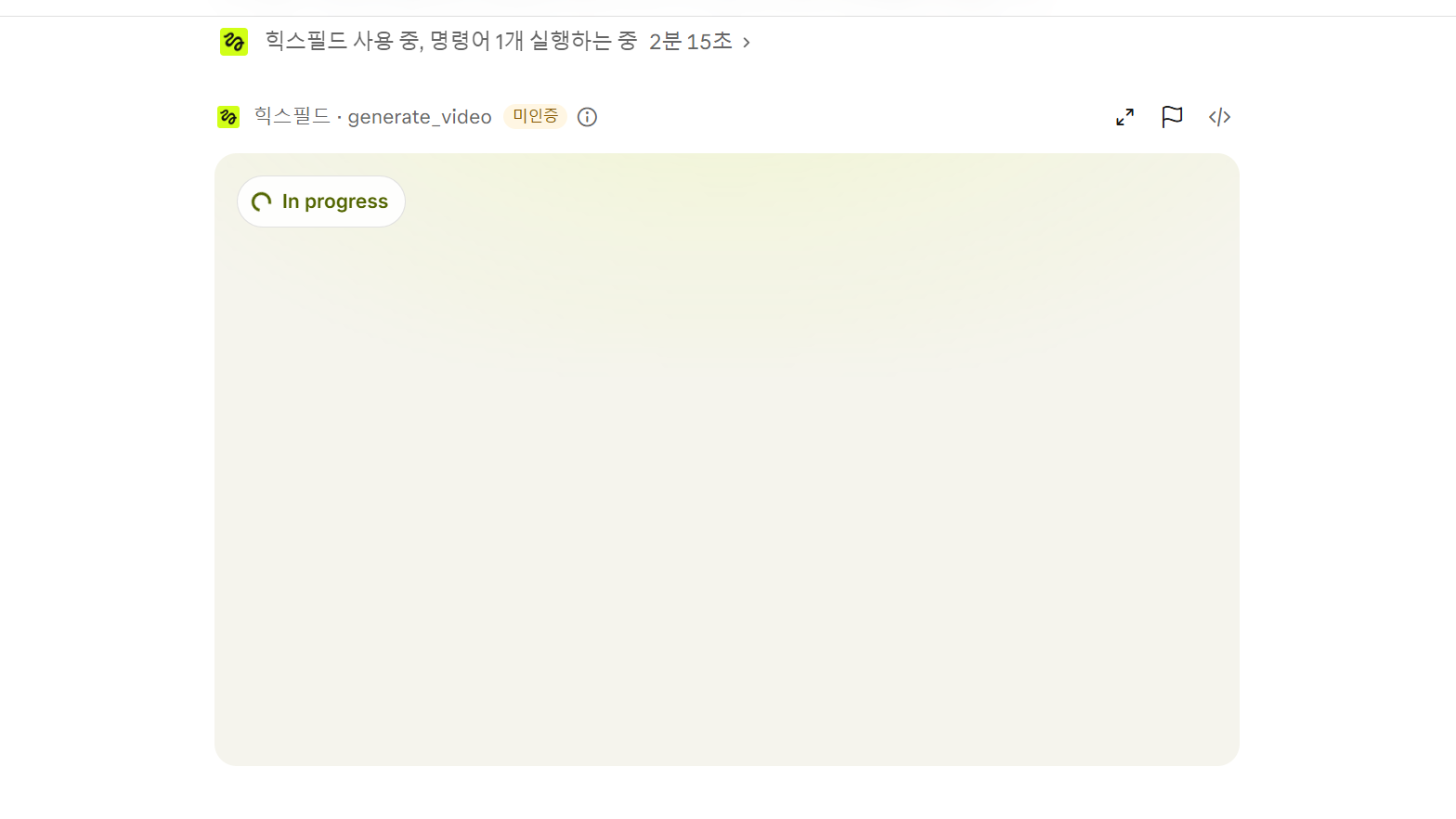 힉스필드 사용 중, 명령어 1개 실행하는 중 2분 15초 ›
힉스필드 · generate_video 미인증
In progress